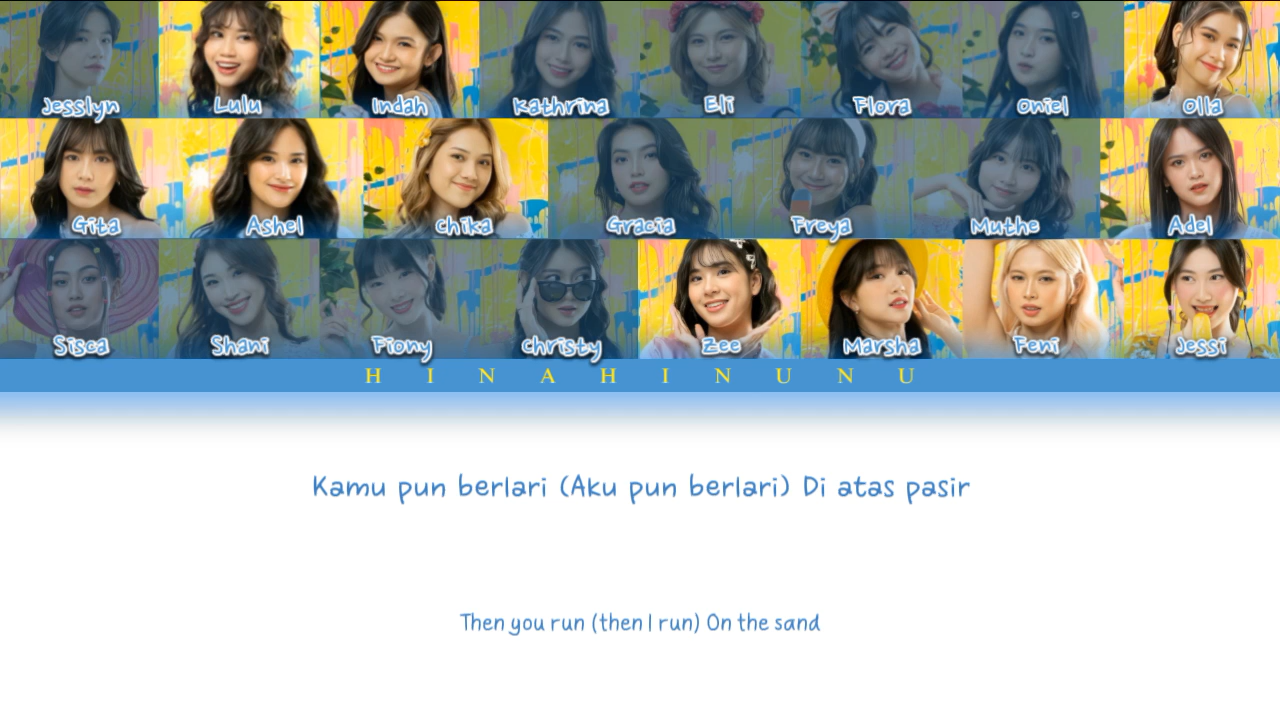 Jesslyn Lulu Indah Kathrina Eli Flora Oniel Olla
Gita Ashel Chika Gracia Freya Muthe Adel
Sisca Shani Fiony Christy Zee Marsha Feni Jessi
H I N A H I N U N U
Kamu pun berlari (Aku pun berlari) Di atas pasir
Then you run (then I run) On the sand